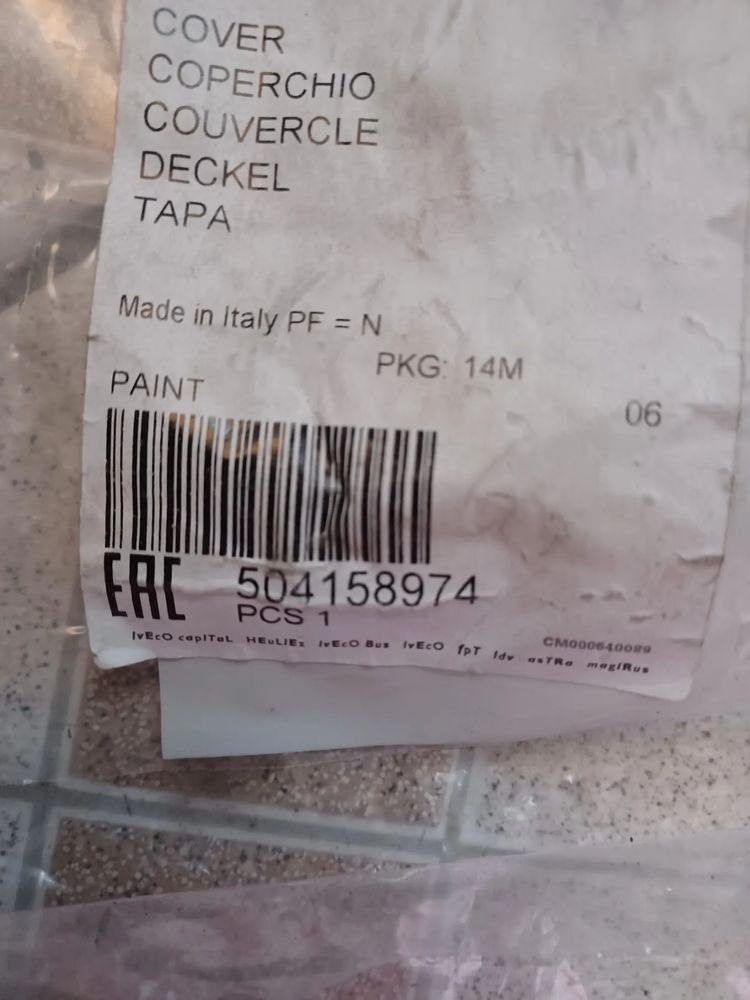 COVER
COPERCHIO
COUVERCLE
DECKEL
TAPA
Made in Italy PF = N
PKG: 14M
PAINT
06
EAC
504158974
PCS 1
CM000640089
IvEcO capITaL HEuLIEz IvEcO Bus IvEcO fpT Idv asTRa magIRus